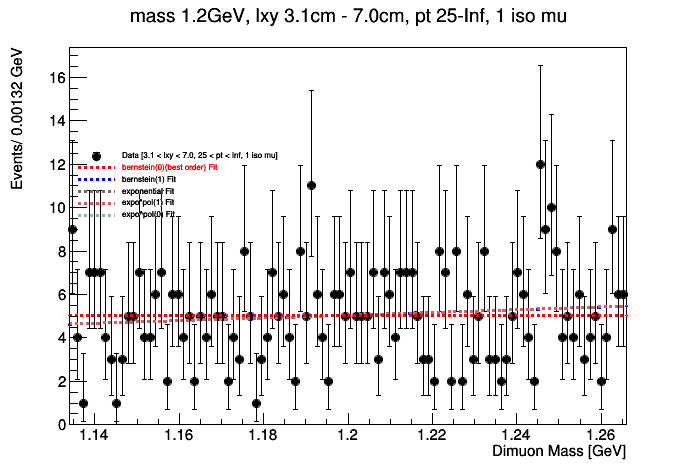 mass 1.2GeV, lxy 3.1cm - 7.0cm, pt 25-Inf, 1 iso mu
Events/ 0.00132 GeV
16
14
12
10
8
6
4
2
0
Data [3.1 < lxy < 7.0, 25 < pt < Inf, 1 iso mu]
bernstein(0)(best order) Fit
bernstein(1) Fit
exponential Fit
expo*pol(1) Fit
expo*pol(0) Fit
1.14 1.16 1.18 1.2 1.22 1.24 1.26
Dimuon Mass [GeV]